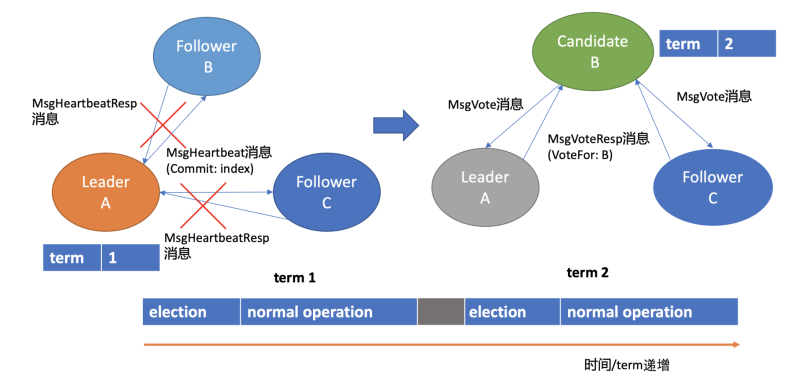 Follower
B
MsgHeartbeatResp
消息
MsgHeartbeat消息
(Commit: index)
Leader
A
Follower
C
MsgHeartbeatResp
消息
term 1
Candidate
B
term 2
MsgVote消息
MsgVote消息
MsgVoteResp消息
(VoteFor: B)
Leader
A
Follower
C
term 1
term 2
election normal operation election normal operation
时间/term递增